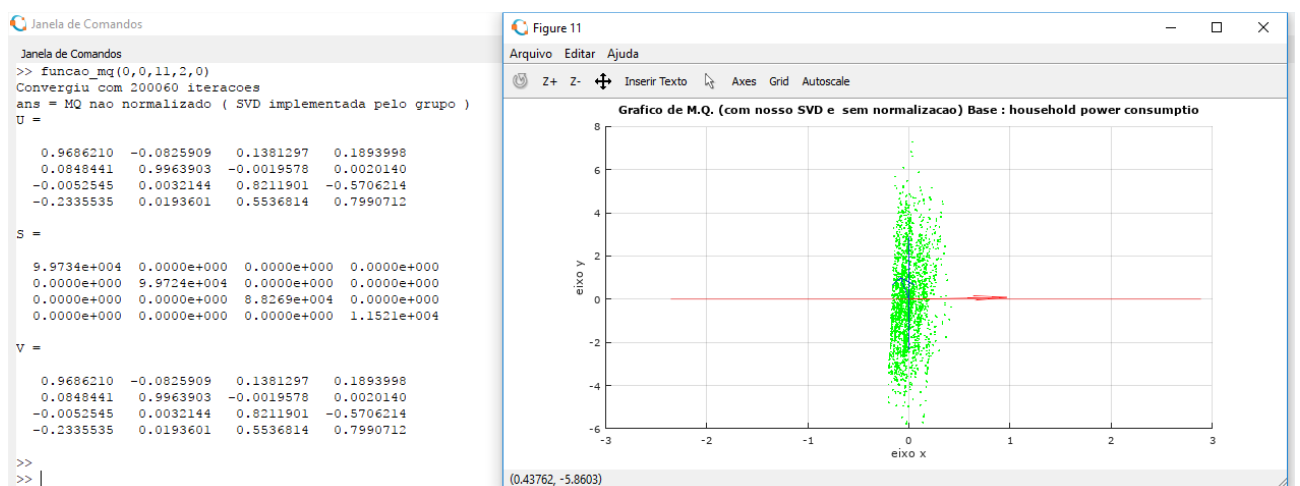 Janela de Comandos
Janela de Comandos
>> funcao_mq(0,0,11,2,0)
Convergiu com 200060 iteracoes
ans = MQ nao normalizado ( SVD implementada pelo grupo )
U =
0.9686210 -0.0825909 0.1381297 0.1893998
0.0848441 0.9963903 -0.0019578 0.0020140
-0.0052545 0.0032144 0.8211901 -0.5706214
-0.2335535 0.0193601 0.5536814 0.7990712
S =
9.9734e+004 0.0000e+000 0.0000e+000 0.0000e+000
0.0000e+000 9.9724e+004 0.0000e+000 0.0000e+000
0.0000e+000 0.0000e+000 8.8269e+004 0.0000e+000
0.0000e+000 0.0000e+000 0.0000e+000 1.1521e+004
V =
0.9686210 -0.0825909 0.1381297 0.1893998
0.0848441 0.9963903 -0.0019578 0.0020140
-0.0052545 0.0032144 0.8211901 -0.5706214
-0.2335535 0.0193601 0.5536814 0.7990712
>>
>>
Figure 11
Arquivo Editar Ajuda
Z+ Z- Inserir Texto Axes Grid Autoscale
Grafico de M.Q. (com nosso SVD e sem normalizacao) Base : household power consumptio
8
6
4
2
0
-2
-4
-6
eixo y
-3 -2 -1 0 1 2 3
eixo x
(0.43762, -5.8603)